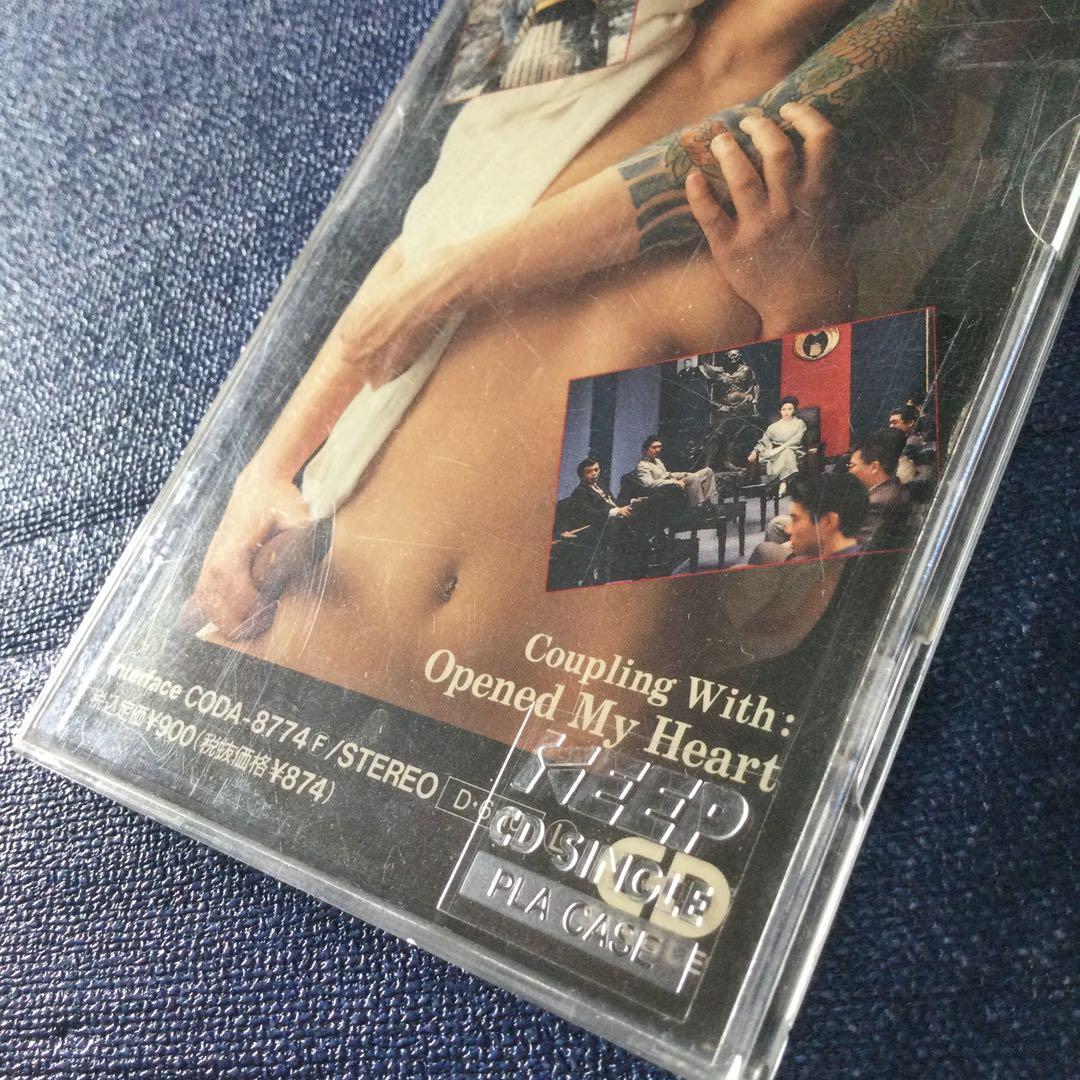 Coupling With:
Opened My Heart
Interface CODA-8774F/STEREO
税込定価¥900(税抜価格¥874)
KEEP
CD SINGLE
PLA CASE